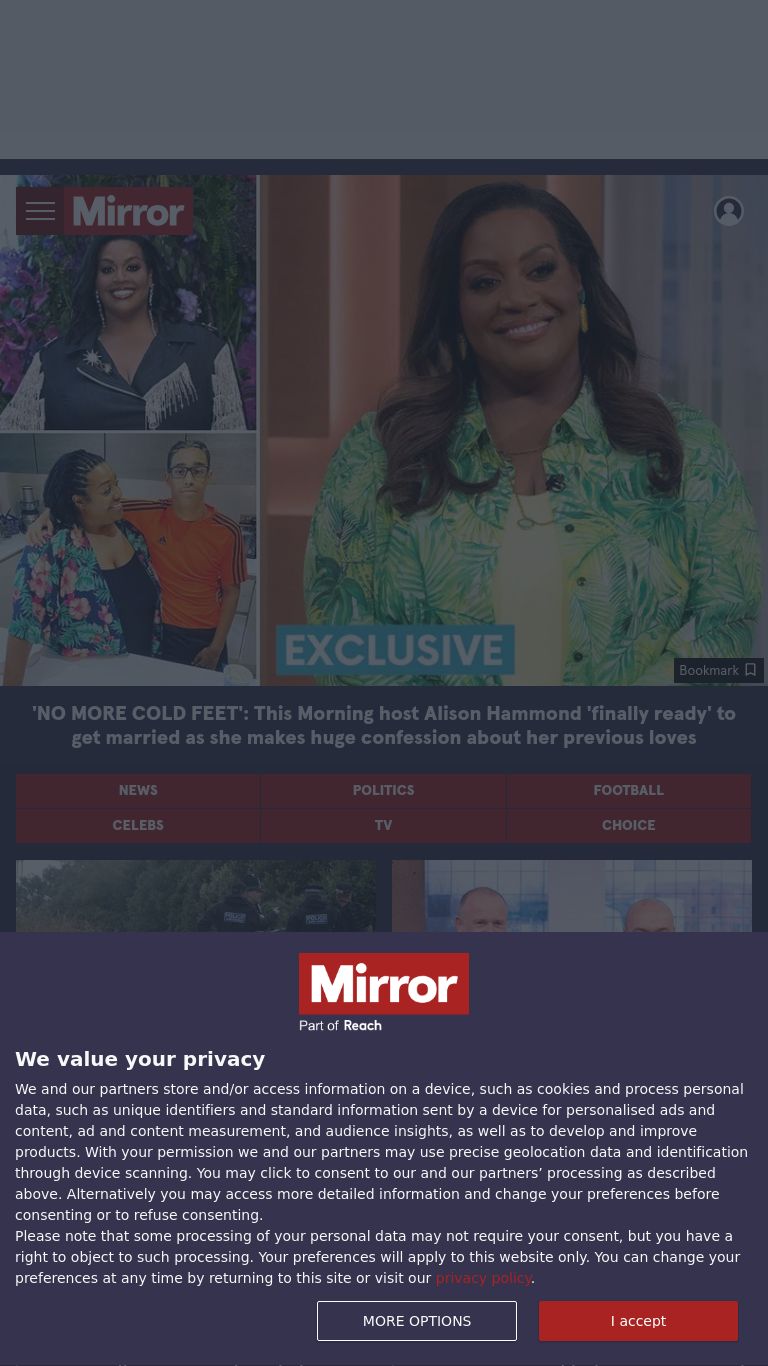 Mirror
EXCLUSIVE
Bookmark
'NO MORE COLD FEET': This Morning host Alison Hammond 'finally ready' to
get married as she makes huge confession about her previous loves
NEWS POLITICS FOOTBALL
CELEBS TV CHOICE
POLICE POLICE
Mirror
Part of Reach
We value your privacy
We and our partners store and/or access information on a device, such as cookies and process personal
data, such as unique identifiers and standard information sent by a device for personalised ads and
content, ad and content measurement, and audience insights, as well as to develop and improve
products. With your permission we and our partners may use precise geolocation data and identification
through device scanning. You may click to consent to our and our partners’ processing as described
above. Alternatively you may access more detailed information and change your preferences before
consenting or to refuse consenting.
Please note that some processing of your personal data may not require your consent, but you have a
right to object to such processing. Your preferences will apply to this website only. You can change your
preferences at any time by returning to this site or visit our privacy policy.
MORE OPTIONS I accept